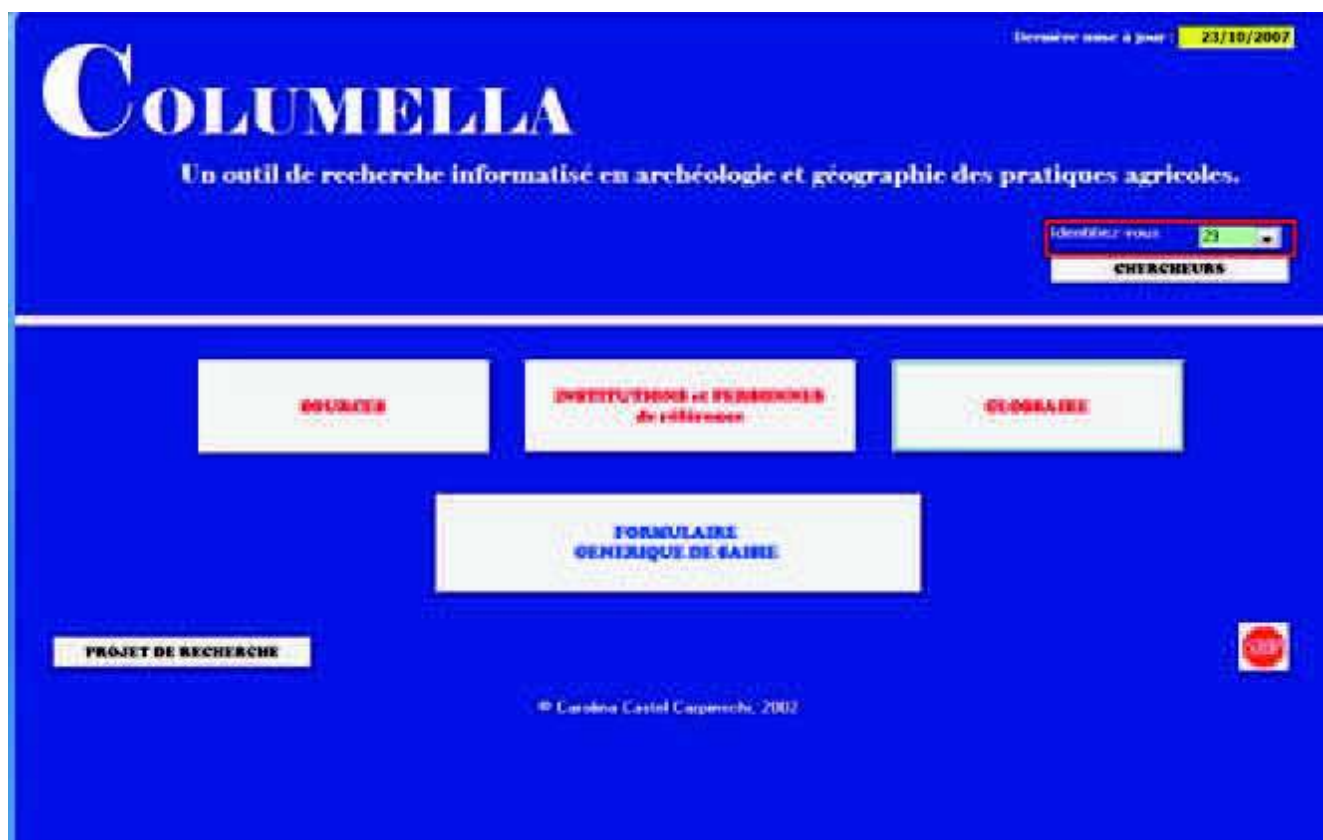 Dernière mise à jour : 23/10/2007
COLUMELLA
Un outil de recherche informatisé en archéologie et géographie des pratiques agricoles.
Identifiez-vous 29
CHERCHEURS
SOURCES
INSTITUTIONS et PERSONNES
de référence
GLOSSAIRE
FORMULAIRE
GENERIQUE DE SAISIE
PROJET DE RECHERCHE
STOP
© Carolina Castel 2002